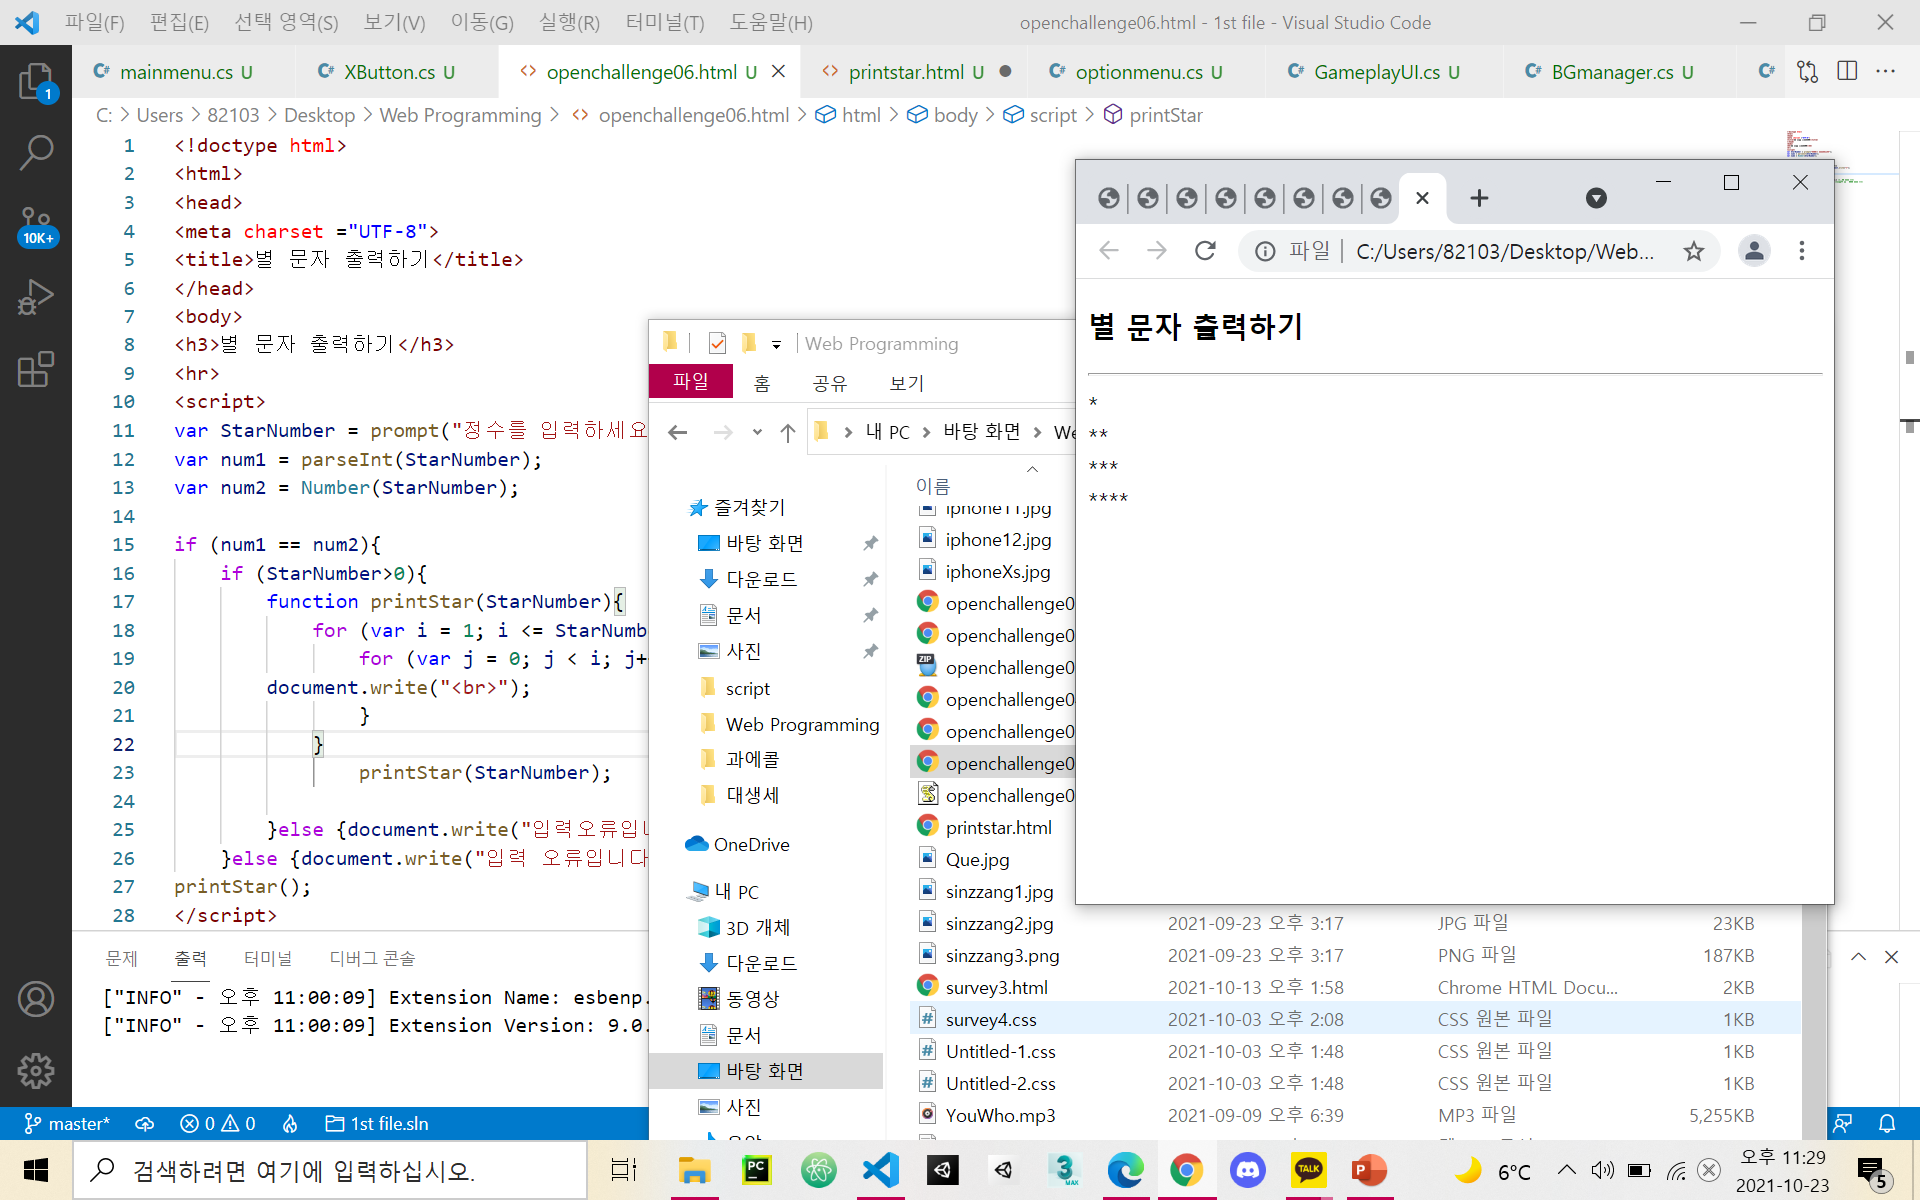 파일(F) 편집(E) 선택 영역(S) 보기(V) 이동(G) 실행(R) 터미널(T) 도움말(H) openchallenge06.html - 1st file - Visual Studio Code
mainmenu.cs U XButton.cs U openchallenge06.html U printstar.html U optionmenu.cs U GameplayUI.cs U BGmanager.cs U
C: > Users > 82103 > Desktop > Web Programming > openchallenge06.html > html > body > script > printStar
1 <!doctype html>
2 <html>
3 <head>
4 <meta charset ="UTF-8">
5 <title>별 문자 출력하기</title>
6 </head>
7 <body>
8 <h3>별 문자 출력하기</h3>
9 <hr>
10 <script>
11 var StarNumber = prompt("정수를 입력하세요
12 var num1 = parseInt(StarNumber);
13 var num2 = Number(StarNumber);
14
15 if (num1 == num2){
16 if (StarNumber>0){
17 function printStar(StarNumber){
18 for (var i = 1; i <= StarNumb
19 for (var j = 0; j < i; j+
20 document.write("<br>");
21 }
22 }
23 printStar(StarNumber);
24
25 }else {document.write("입력오류입니
26 }else {document.write("입력 오류입니다
27 printStar();
28 </script>
문제 출력 터미널 디버그 콘솔
["INFO" - 오후 11:00:09] Extension Name: esbenp.
["INFO" - 오후 11:00:09] Extension Version: 9.0.
1
10K+
master* 0 0 1st file.sln
Web Programming
파일 홈 공유 보기
내 PC > 바탕 화면 > We
이름
즐겨찾기
바탕 화면
다운로드
문서
사진
script
Web Programming
과에콜
대생세
OneDrive
내 PC
3D 개체
다운로드
동영상
문서
바탕 화면
사진
iphone11.jpg
iphone12.jpg
iphoneXs.jpg
openchallenge0
openchallenge0
openchallenge0
openchallenge0
openchallenge0
openchallenge0
openchallenge0
printstar.html
Que.jpg
sinzzang1.jpg
sinzzang2.jpg 2021-09-23 오후 3:17 JPG 파일 23KB
sinzzang3.png 2021-09-23 오후 3:17 PNG 파일 187KB
survey3.html 2021-10-13 오후 1:58 Chrome HTML Docu... 2KB
survey4.css 2021-10-03 오후 2:08 CSS 원본 파일 1KB
Untitled-1.css 2021-10-03 오후 1:48 CSS 원본 파일 1KB
Untitled-2.css 2021-10-03 오후 1:48 CSS 원본 파일 1KB
YouWho.mp3 2021-09-09 오후 6:39 MP3 파일 5,255KB
파일 | C:/Users/82103/Desktop/Web...
별 문자 출력하기
*
**
***
****
검색하려면 여기에 입력하십시오.
6°C
오후 11:29
2021-10-23
5